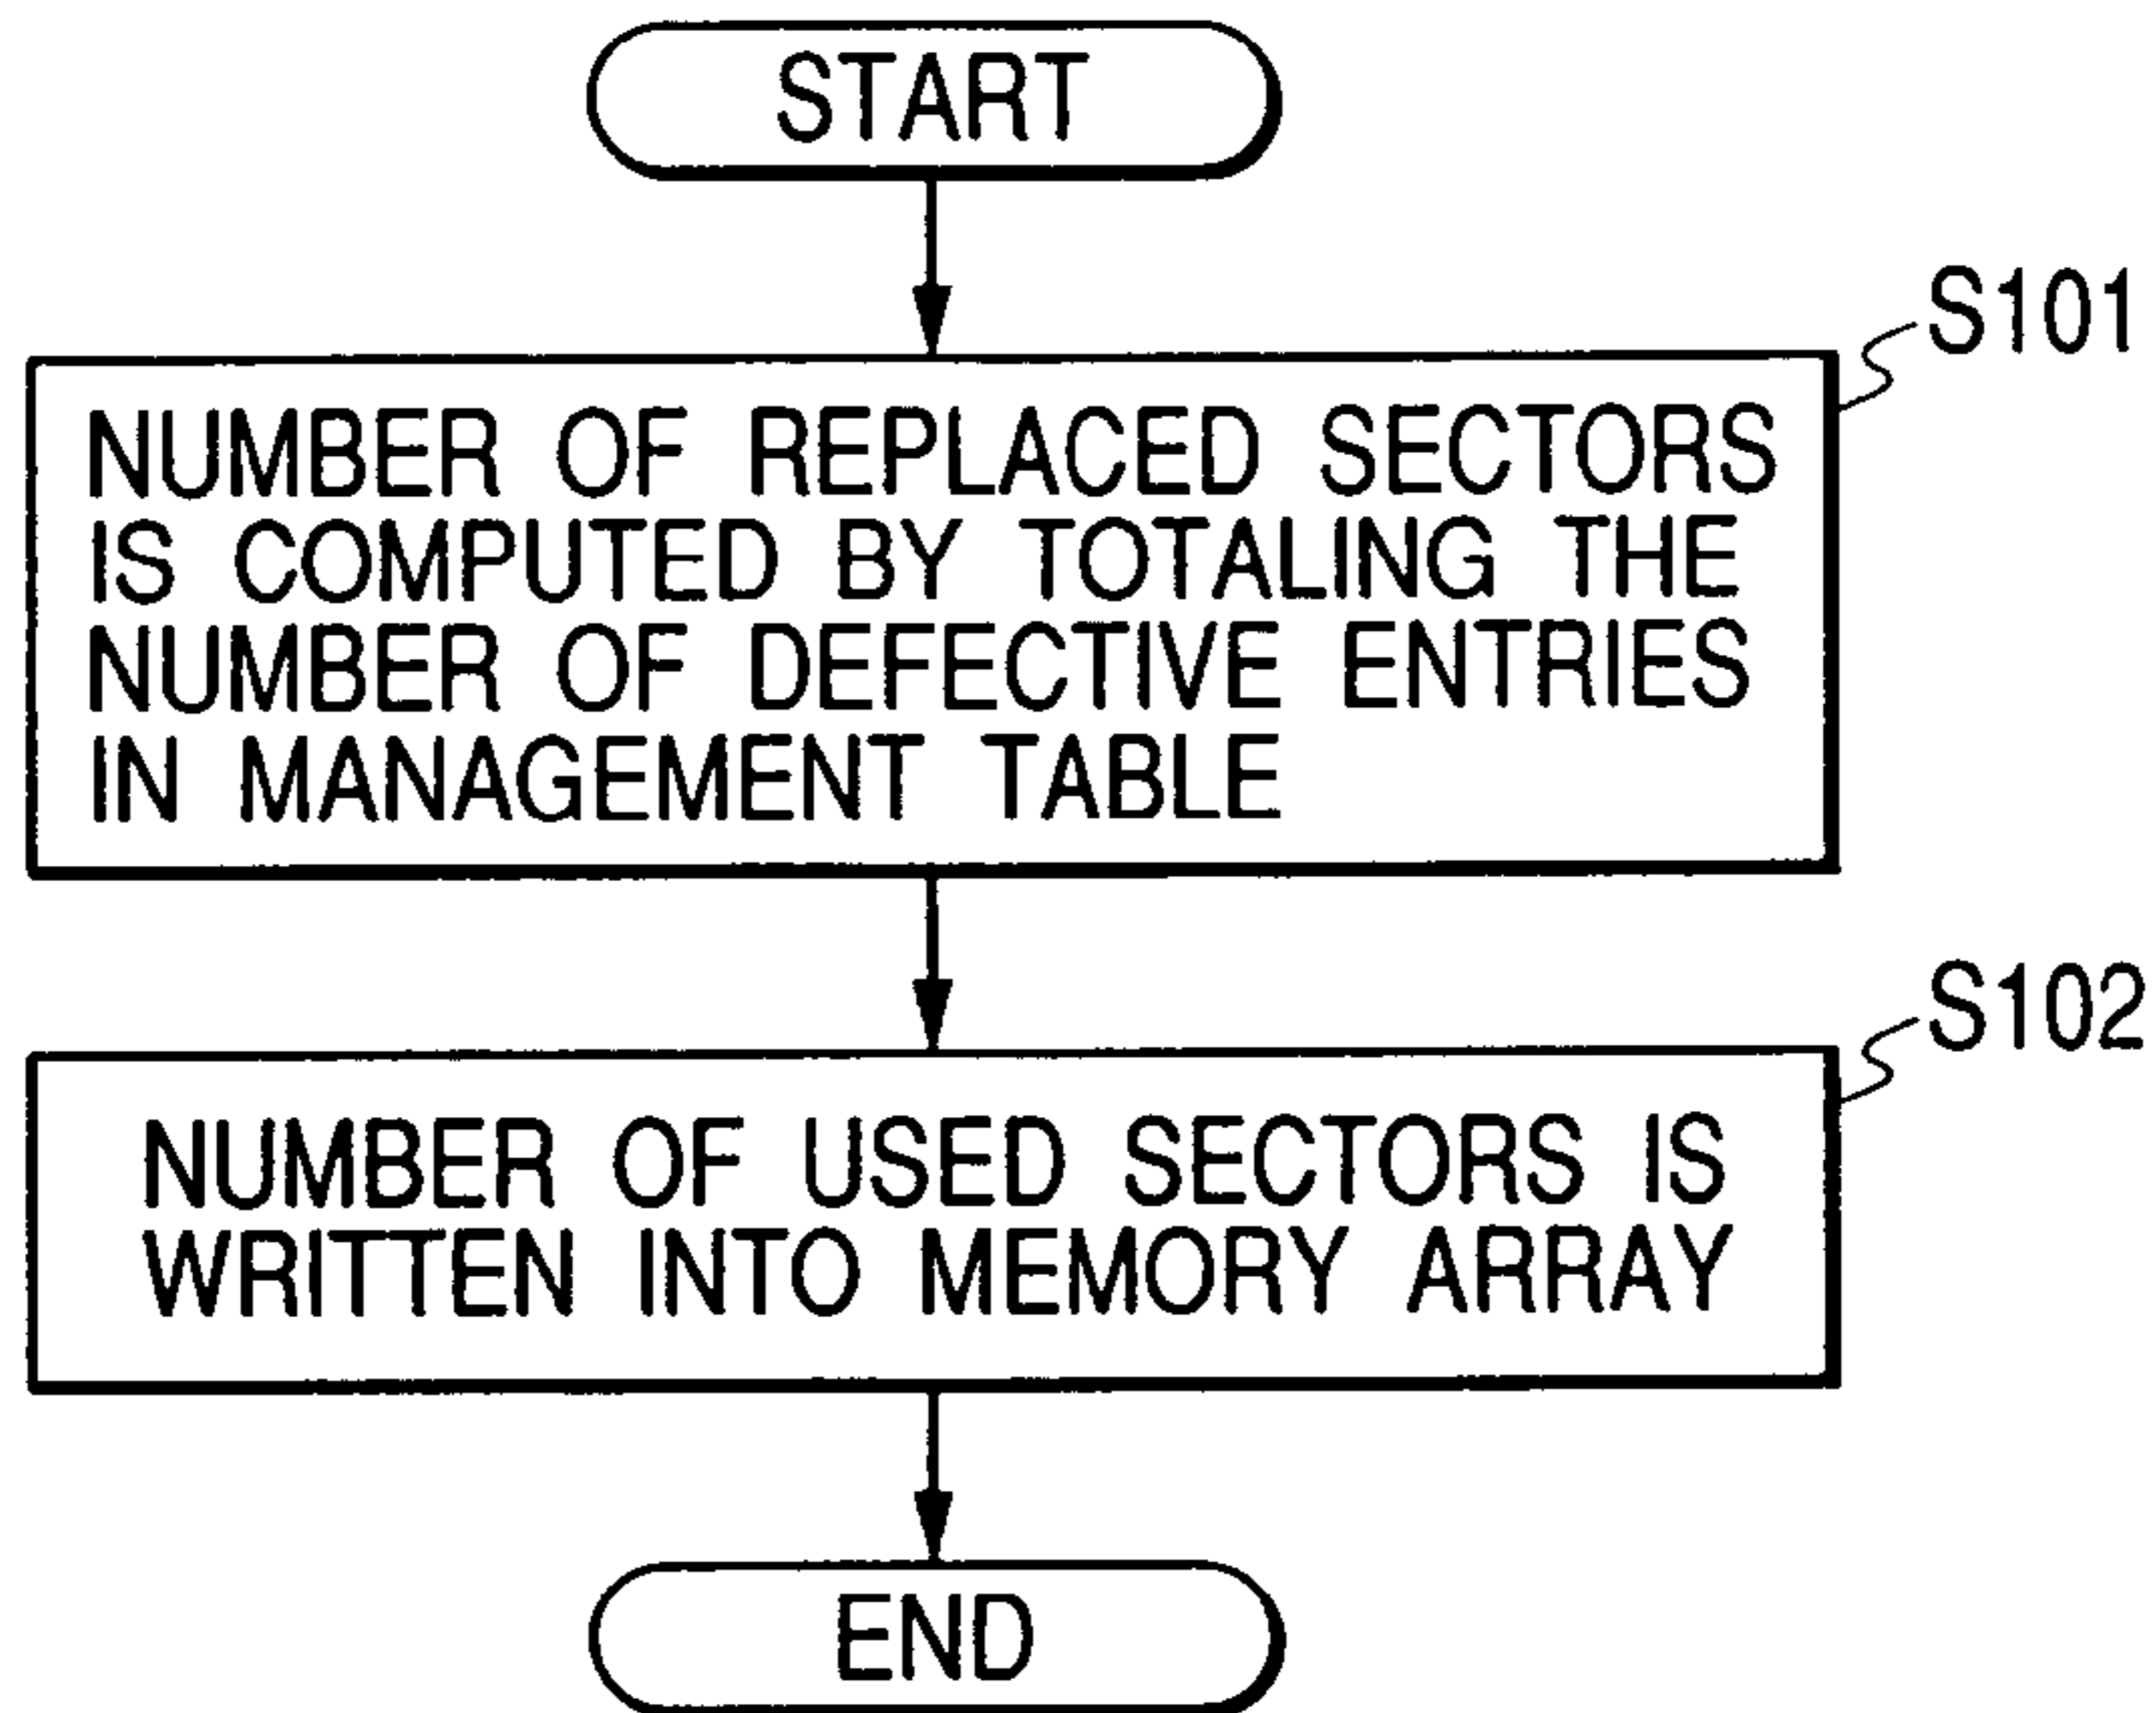 START
S101
NUMBER OF REPLACED SECTORS
IS COMPUTED BY TOTALING THE
NUMBER OF DEFECTIVE ENTRIES
IN MANAGEMENT TABLE
S102
NUMBER OF USED SECTORS IS
WRITTEN INTO MEMORY ARRAY
END